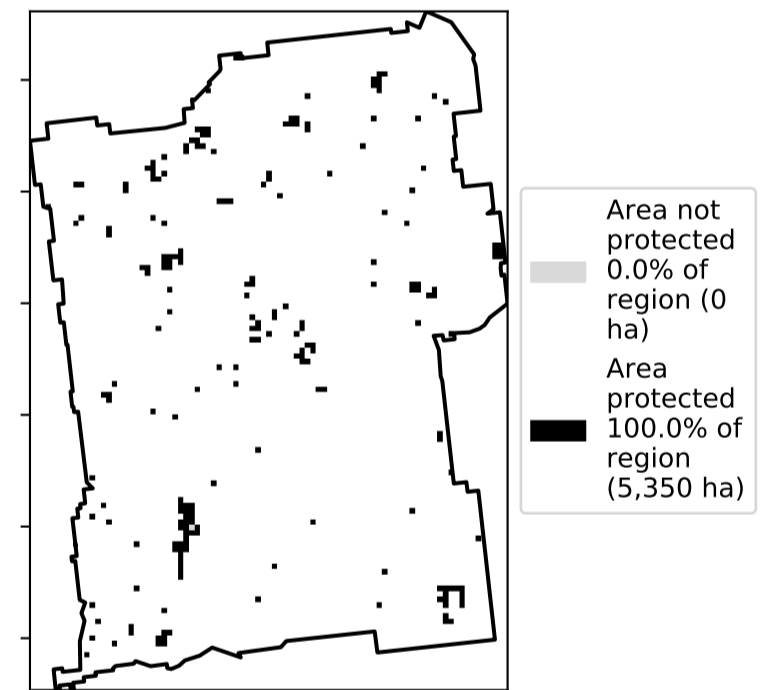 Area not
protected
0.0% of
region (0
ha)
Area
protected
100.0% of
region
(5,350 ha)